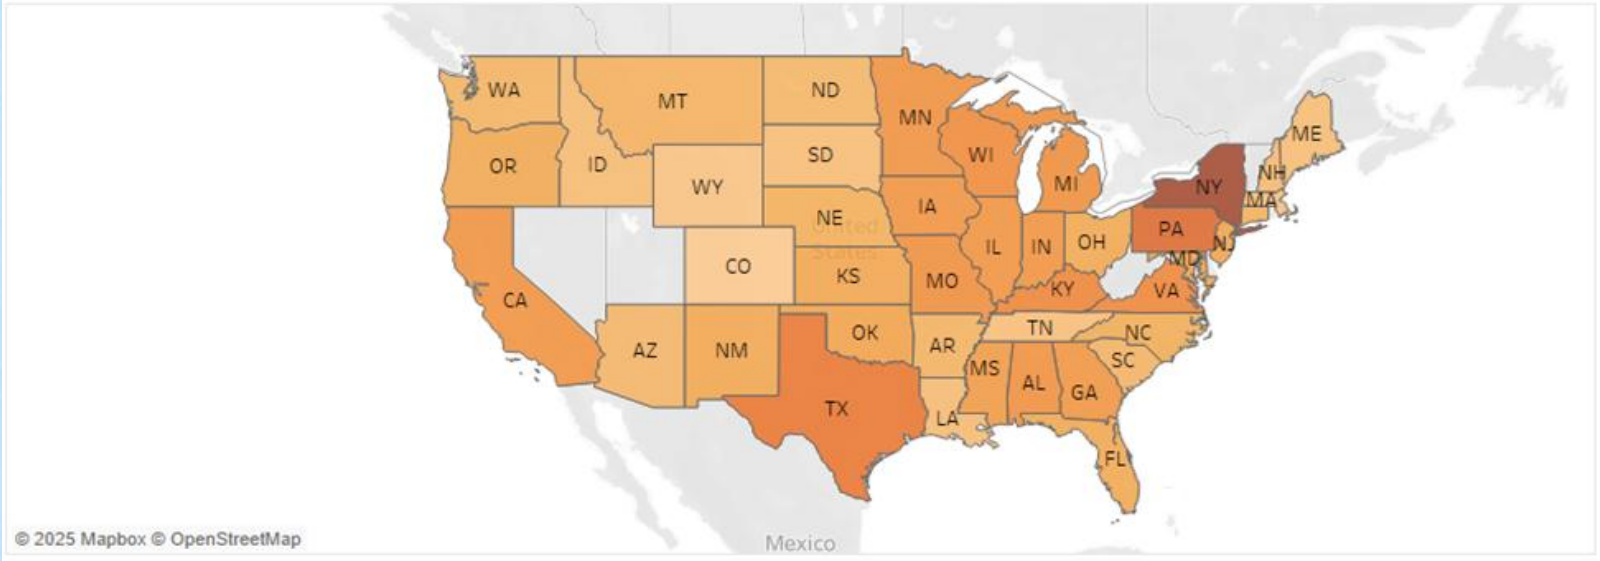 WA
MT
ND
MN
ME
OR
ID
SD
WI
MI
NH
WY
NY
MA
NE
IA
PA
United
States
CO
KS
IL
IN
OH
NJ
MD
CA
MO
KY
VA
AZ
NM
OK
AR
TN
NC
SC
MS
AL
GA
TX
LA
FL
© 2025 Mapbox © OpenStreetMap
Mexico